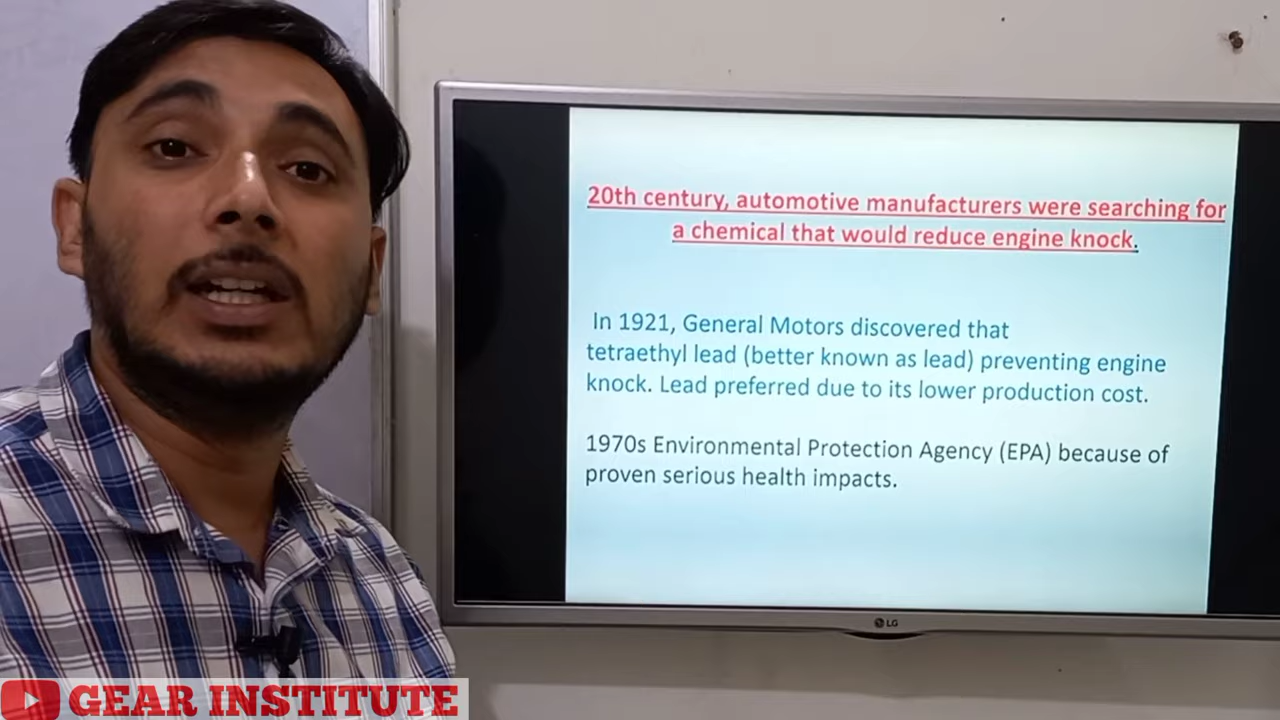 20th century, automotive manufacturers were searching for
a chemical that would reduce engine knock.
In 1921, General Motors discovered that
tetraethyl lead (better known as lead) preventing engine
knock. Lead preferred due to its lower production cost.
1970s Environmental Protection Agency (EPA) because of
proven serious health impacts.
LG
GEAR INSTITUTE